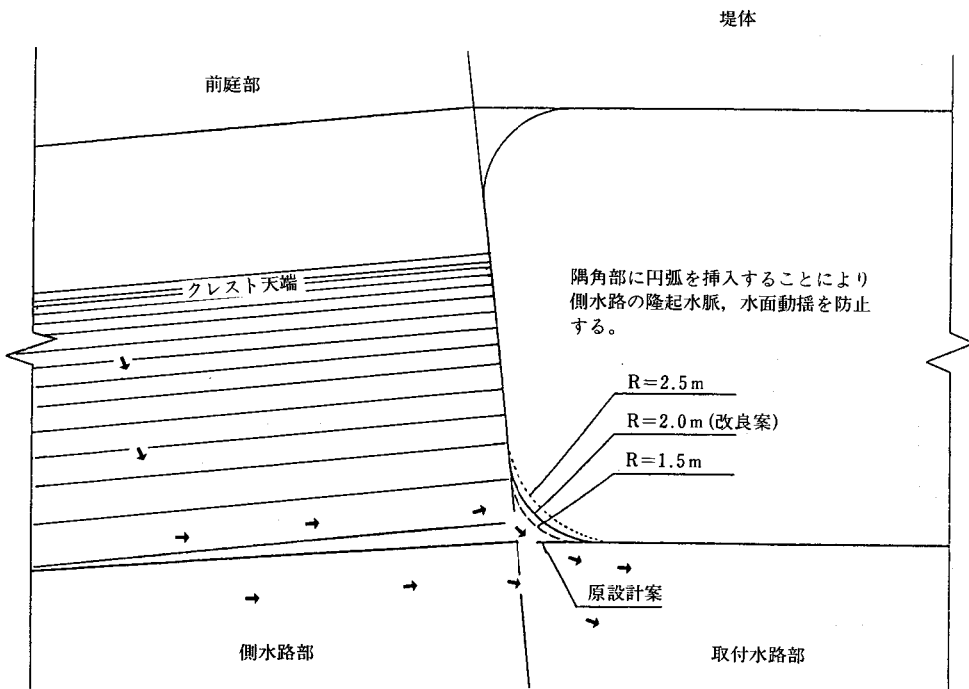 堤体
前庭部
クレスト天端
隅角部に円弧を挿入することにより
側水路の隆起水脈，水面動揺を防止
する。
R＝2.5m
R＝2.0m(改良案)
R＝1.5m
原設計案
側水路部
取付水路部